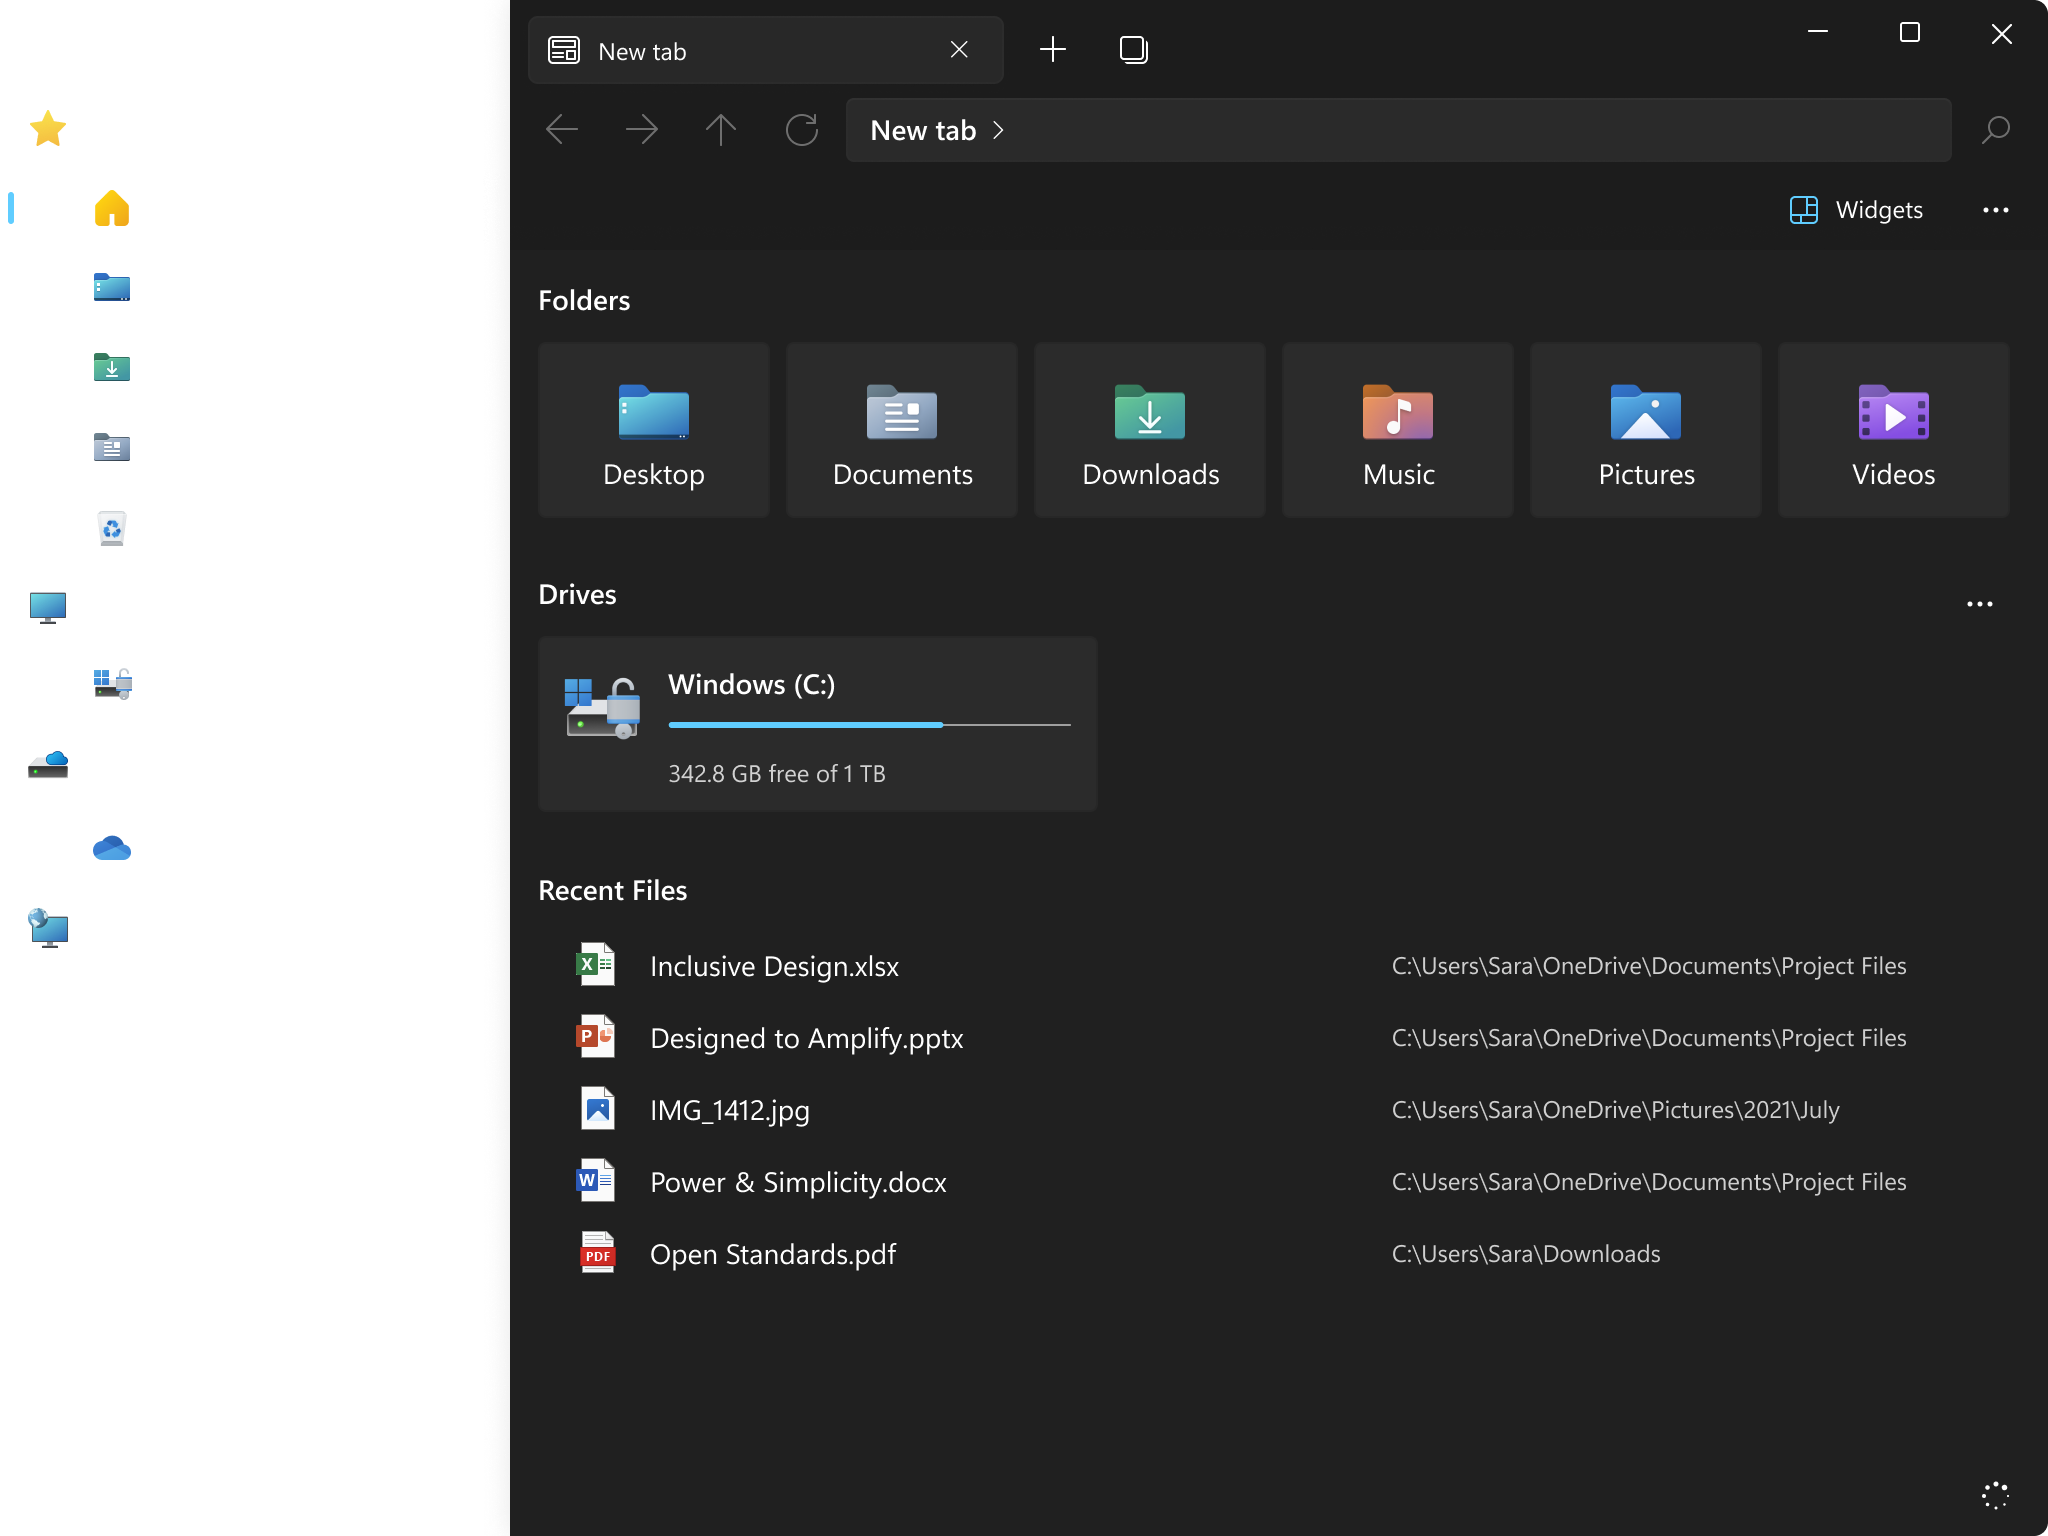 New tab
New tab
Widgets
Folders
Desktop
Documents
Downloads
Music
Pictures
Videos
Drives
Windows (C:)
342.8 GB free of 1 TB
Recent Files
Inclusive Design.xlsx C:\Users\Sara\OneDrive\Documents\Project Files
Designed to Amplify.pptx C:\Users\Sara\OneDrive\Documents\Project Files
IMG_1412.jpg C:\Users\Sara\OneDrive\Pictures\2021\July
Power & Simplicity.docx C:\Users\Sara\OneDrive\Documents\Project Files
PDF Open Standards.pdf C:\Users\Sara\Downloads